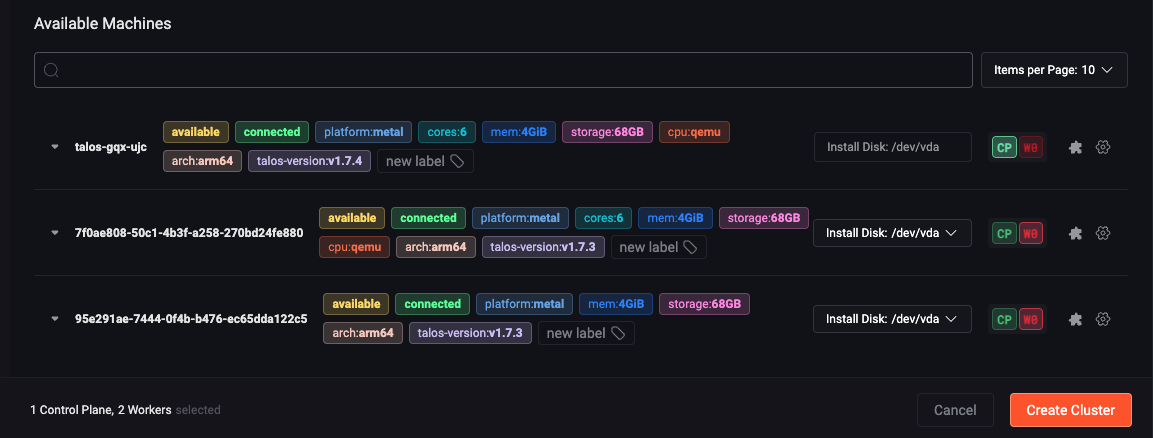 Available Machines
Items per Page: 10
available connected platform:metal cores:6 mem:4GiB storage:68GB cpu:qemu
talos-gqx-ujc Install Disk: /dev/vda CP W0
arch:arm64 talos-version:v1.7.4 new label
available connected platform:metal cores:6 mem:4GiB storage:68GB
7f0ae808-50c1-4b3f-a258-270bd24fe880 Install Disk: /dev/vda CP W0
cpu:qemu arch:arm64 talos-version:v1.7.3 new label
available connected platform:metal mem:4GiB storage:68GB
95e291ae-7444-0f4b-b476-ec65dda122c5 Install Disk: /dev/vda CP W0
arch:arm64 talos-version:v1.7.3 new label
1 Control Plane, 2 Workers selected Cancel Create Cluster